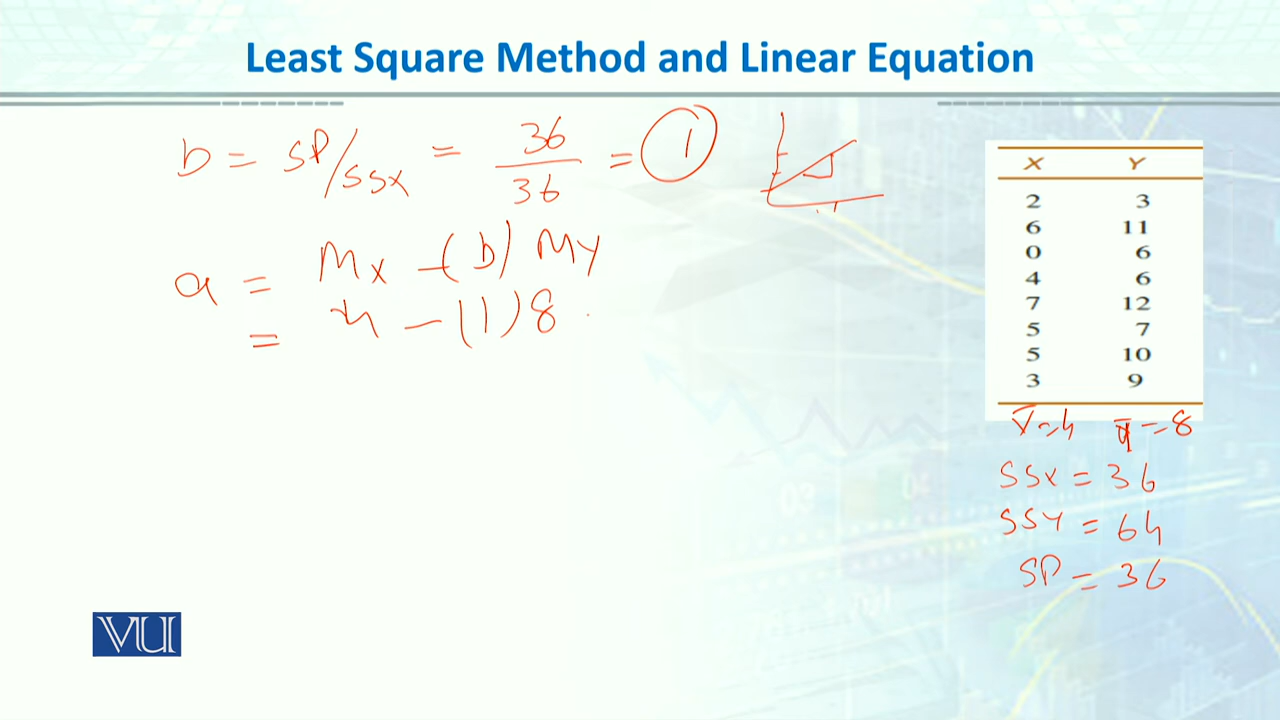 Least Square Method and Linear Equation
b = SP/SSX = 36/36 = 1
a = Mx - (b) My
= 4 - (1) 8
X Y
2 3
6 11
0 6
4 6
7 12
5 7
5 10
3 9
= 4 = 8
SSX = 36
SSY = 64
SP = 36
VU